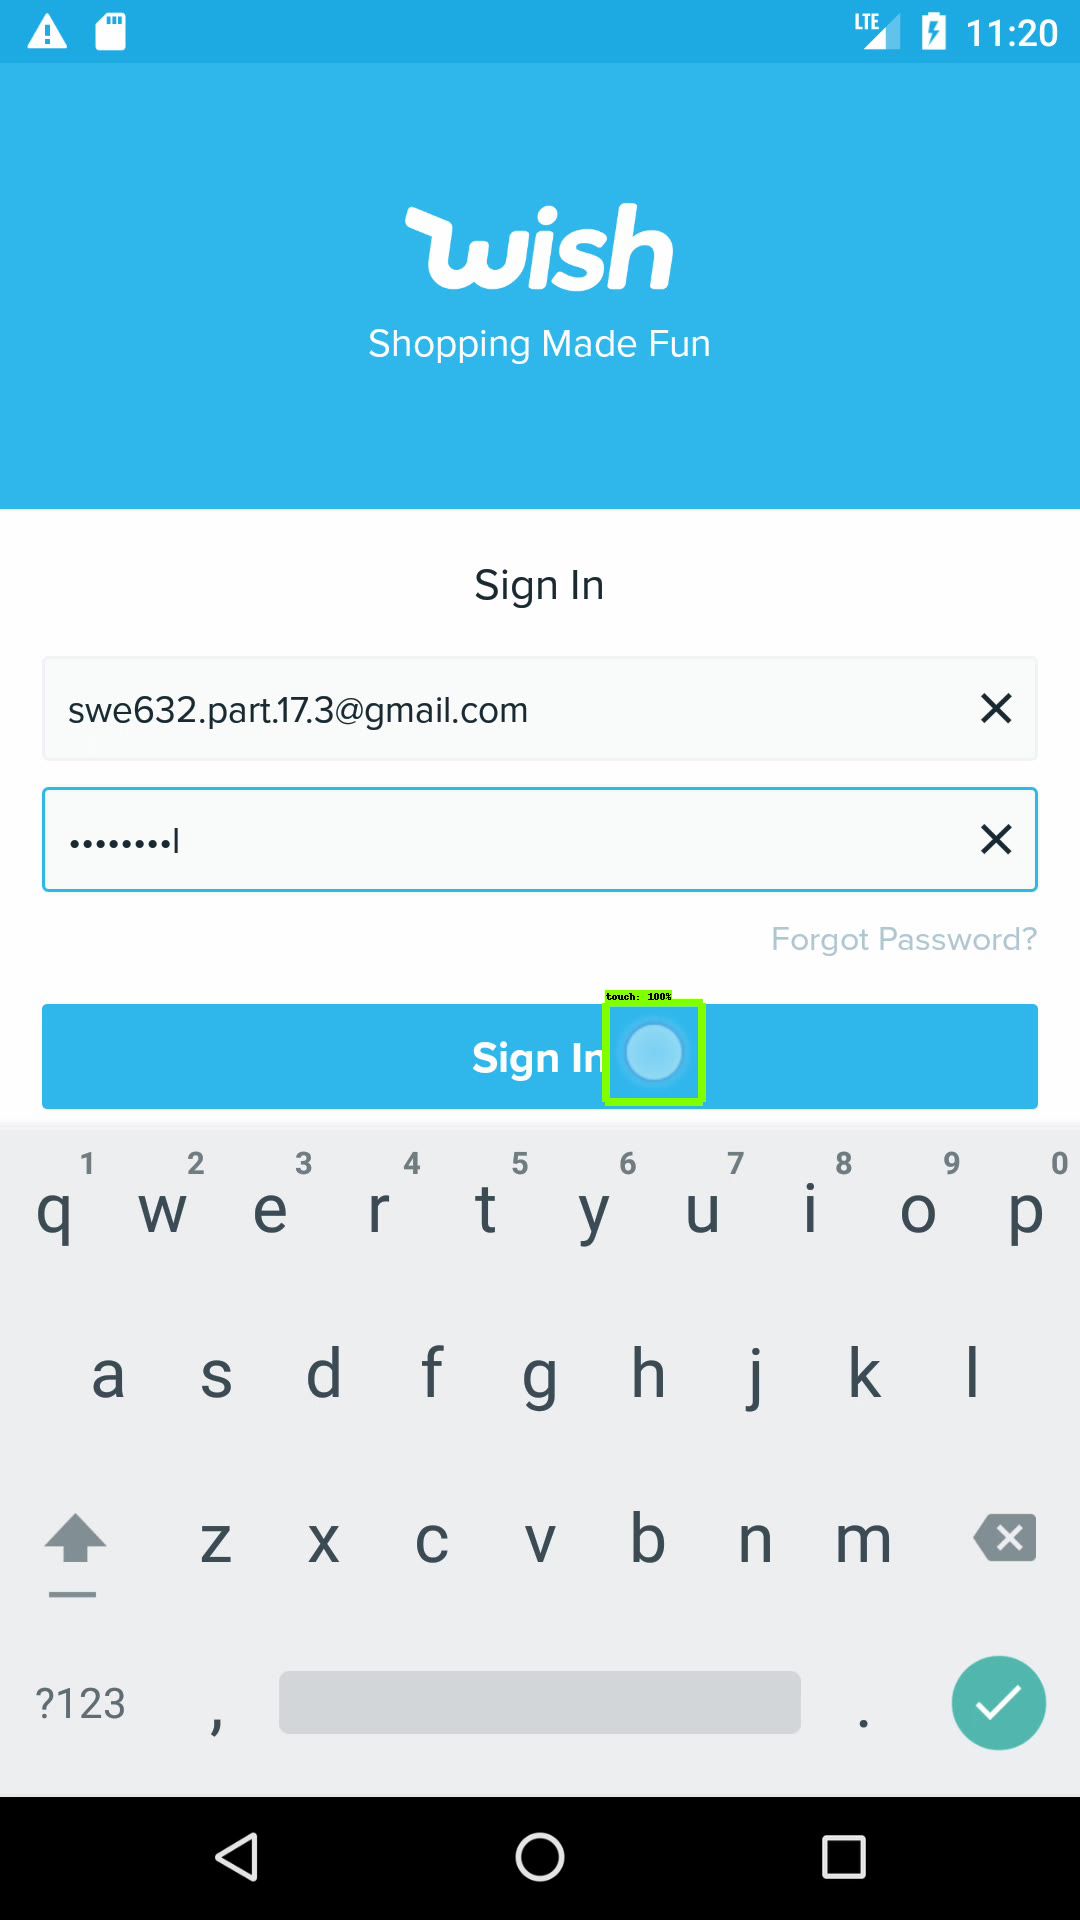 LTE 11:20
wish
Shopping Made Fun
Sign In
swe632.part.17.3@gmail.com
••••••••
Forgot Password?
touch: 100%
Sign In
1 2 3 4 5 6 7 8 9 0
q w e r t y u i o p
a s d f g h j k l
z x c v b n m
?123 , .